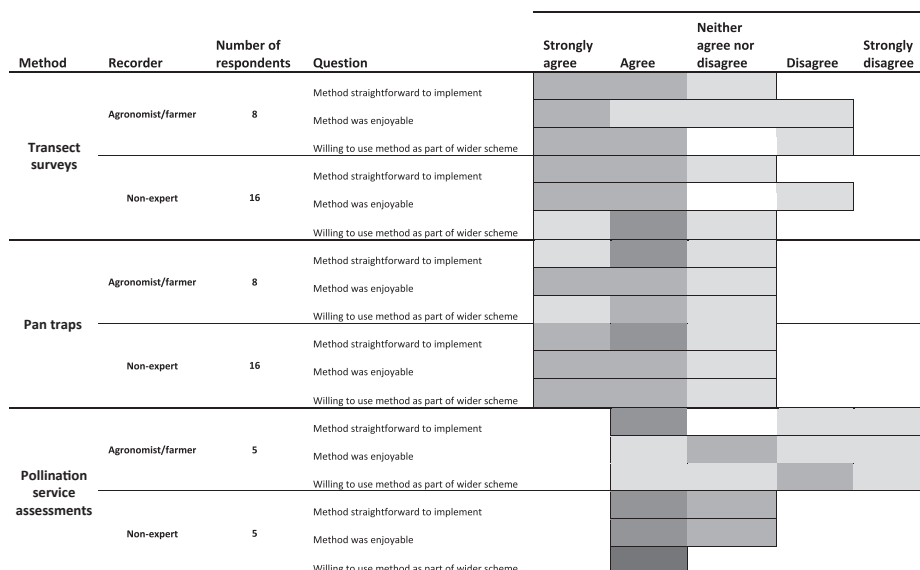 Method Recorder Number of respondents Question Strongly agree Agree Neither agree nor disagree Disagree Strongly disagree
Transect surveys
Agronomist/farmer 8
Method straightforward to implement
Method was enjoyable
Willing to use method as part of wider scheme
Non-expert 16
Method straightforward to implement
Method was enjoyable
Willing to use method as part of wider scheme
Pan traps
Agronomist/farmer 8
Method straightforward to implement
Method was enjoyable
Willing to use method as part of wider scheme
Non-expert 16
Method straightforward to implement
Method was enjoyable
Willing to use method as part of wider scheme
Pollination service assessments
Agronomist/farmer 5
Method straightforward to implement
Method was enjoyable
Willing to use method as part of wider scheme
Non-expert 5
Method straightforward to implement
Method was enjoyable
Willing to use method as part of wider scheme